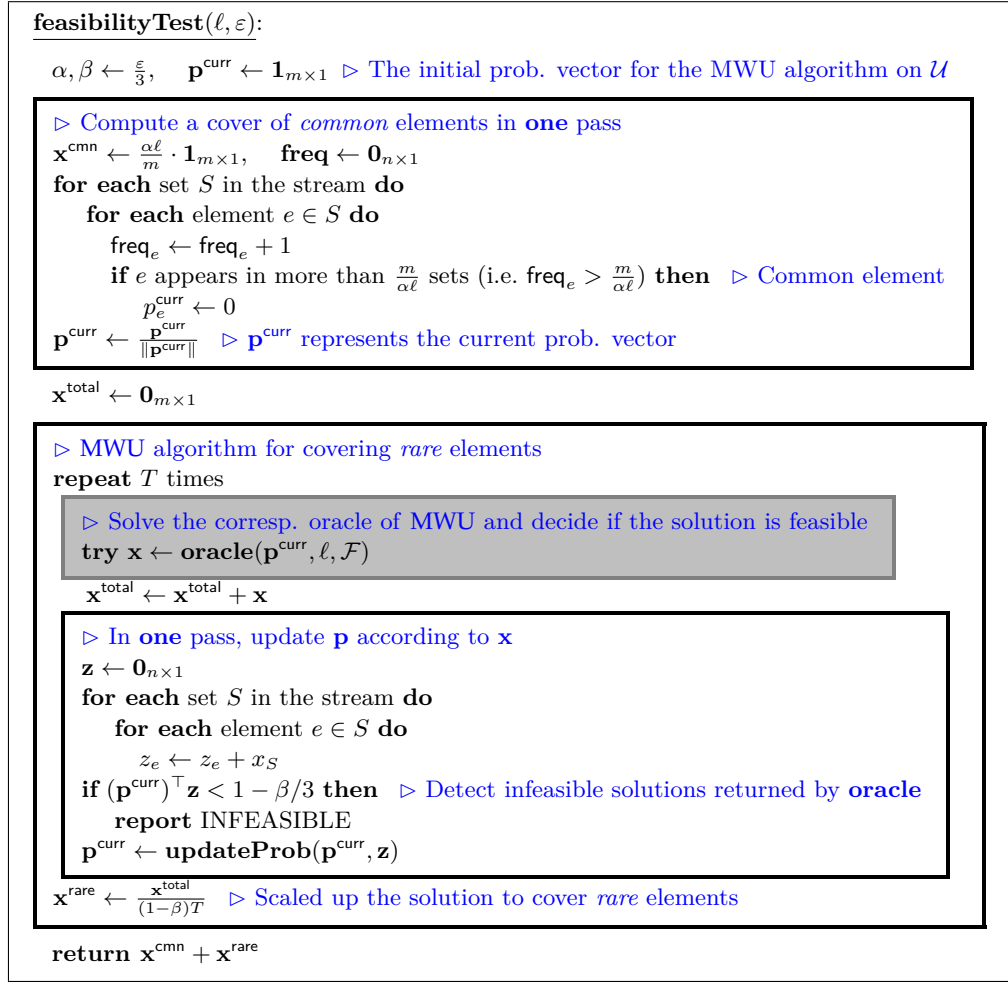 feasibilityTest(ℓ, ε):
α, β ← ε/3, p^curr ← 1_{m×1} ▷ The initial prob. vector for the MWU algorithm on 𝒰
▷ Compute a cover of common elements in one pass
x^cmn ← αℓ/m · 1_{m×1}, freq ← 0_{n×1}
for each set S in the stream do
for each element e ∈ S do
freq_e ← freq_e + 1
if e appears in more than m/αℓ sets (i.e. freq_e > m/αℓ) then ▷ Common element
p_e^curr ← 0
p^curr ← p^curr/‖p^curr‖ ▷ p^curr represents the current prob. vector
x^total ← 0_{m×1}
▷ MWU algorithm for covering rare elements
repeat T times
▷ Solve the corresp. oracle of MWU and decide if the solution is feasible
try x ← oracle(p^curr, ℓ, ℱ)
x^total ← x^total + x
▷ In one pass, update p according to x
z ← 0_{n×1}
for each set S in the stream do
for each element e ∈ S do
z_e ← z_e + x_S
if (p^curr)^⊤ z < 1 − β/3 then ▷ Detect infeasible solutions returned by oracle
report INFEASIBLE
p^curr ← updateProb(p^curr, z)
x^rare ← x^total/(1−β)T ▷ Scaled up the solution to cover rare elements
return x^cmn + x^rare